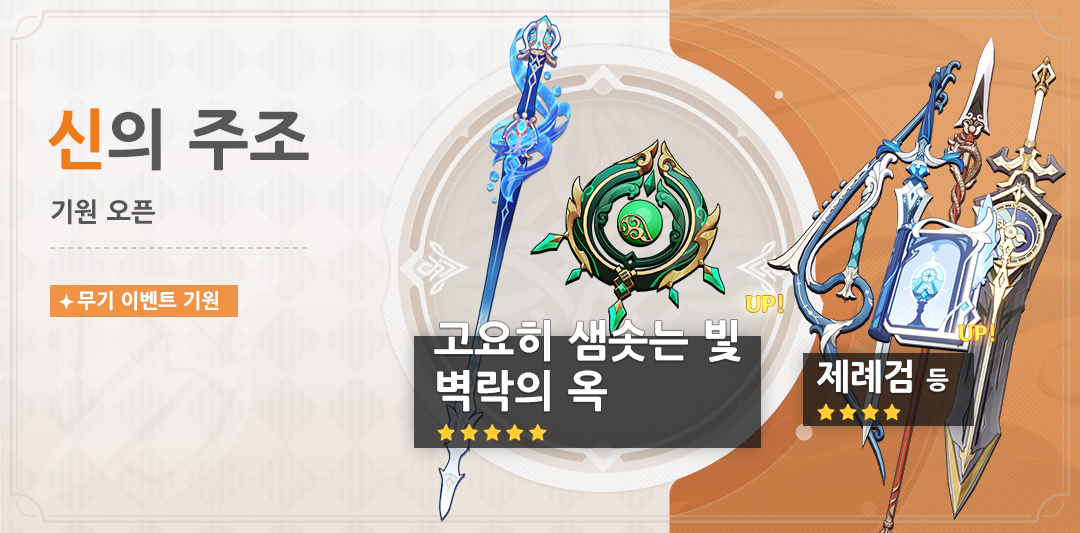 신의 주조
기원 오픈
무기 이벤트 기원
UP!
고요히 샘솟는 빛
벽락의 옥
UP!
제례검 등